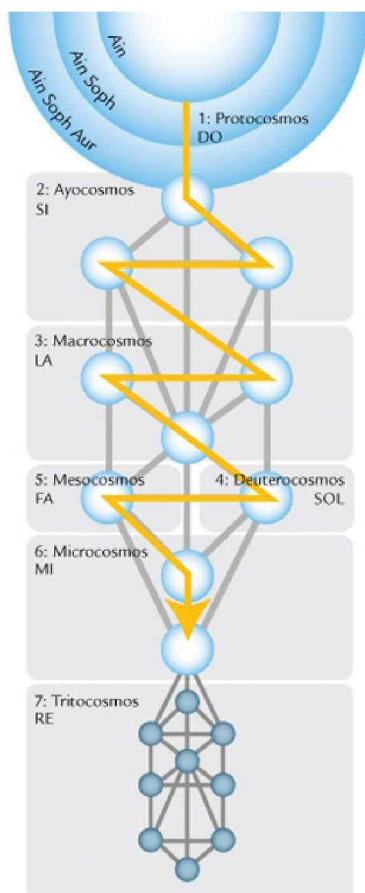 Ain
Ain Soph
Ain Soph Aur
1: Protocosmos
DO
2: Ayocosmos
SI
3: Macrocosmos
LA
5: Mesocosmos
FA
4: Deuterocosmos
SOL
6: Microcosmos
MI
7: Tritocosmos
RE